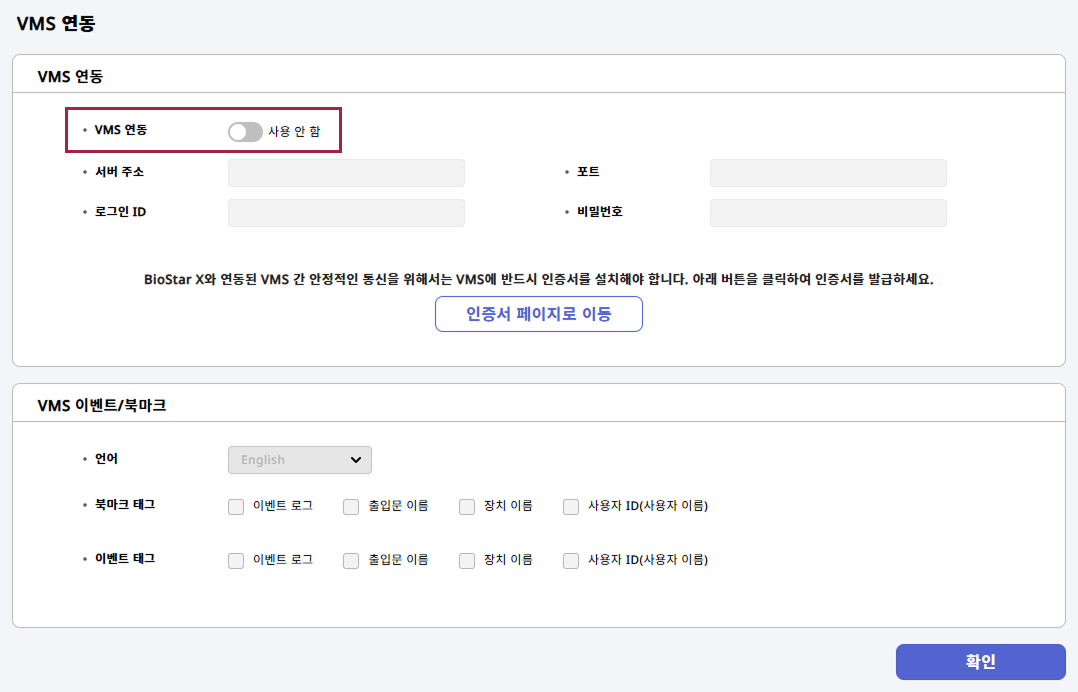 VMS 연동
VMS 연동
• VMS 연동 사용 안 함
• 서버 주소 • 포트
• 로그인 ID • 비밀번호
BioStar X와 연동된 VMS 간 안정적인 통신을 위해서는 VMS에 반드시 인증서를 설치해야 합니다. 아래 버튼을 클릭하여 인증서를 발급하세요.
인증서 페이지로 이동
VMS 이벤트/북마크
• 언어 English
• 북마크 태그 이벤트 로그 출입문 이름 장치 이름 사용자 ID(사용자 이름)
• 이벤트 태그 이벤트 로그 출입문 이름 장치 이름 사용자 ID(사용자 이름)
확인